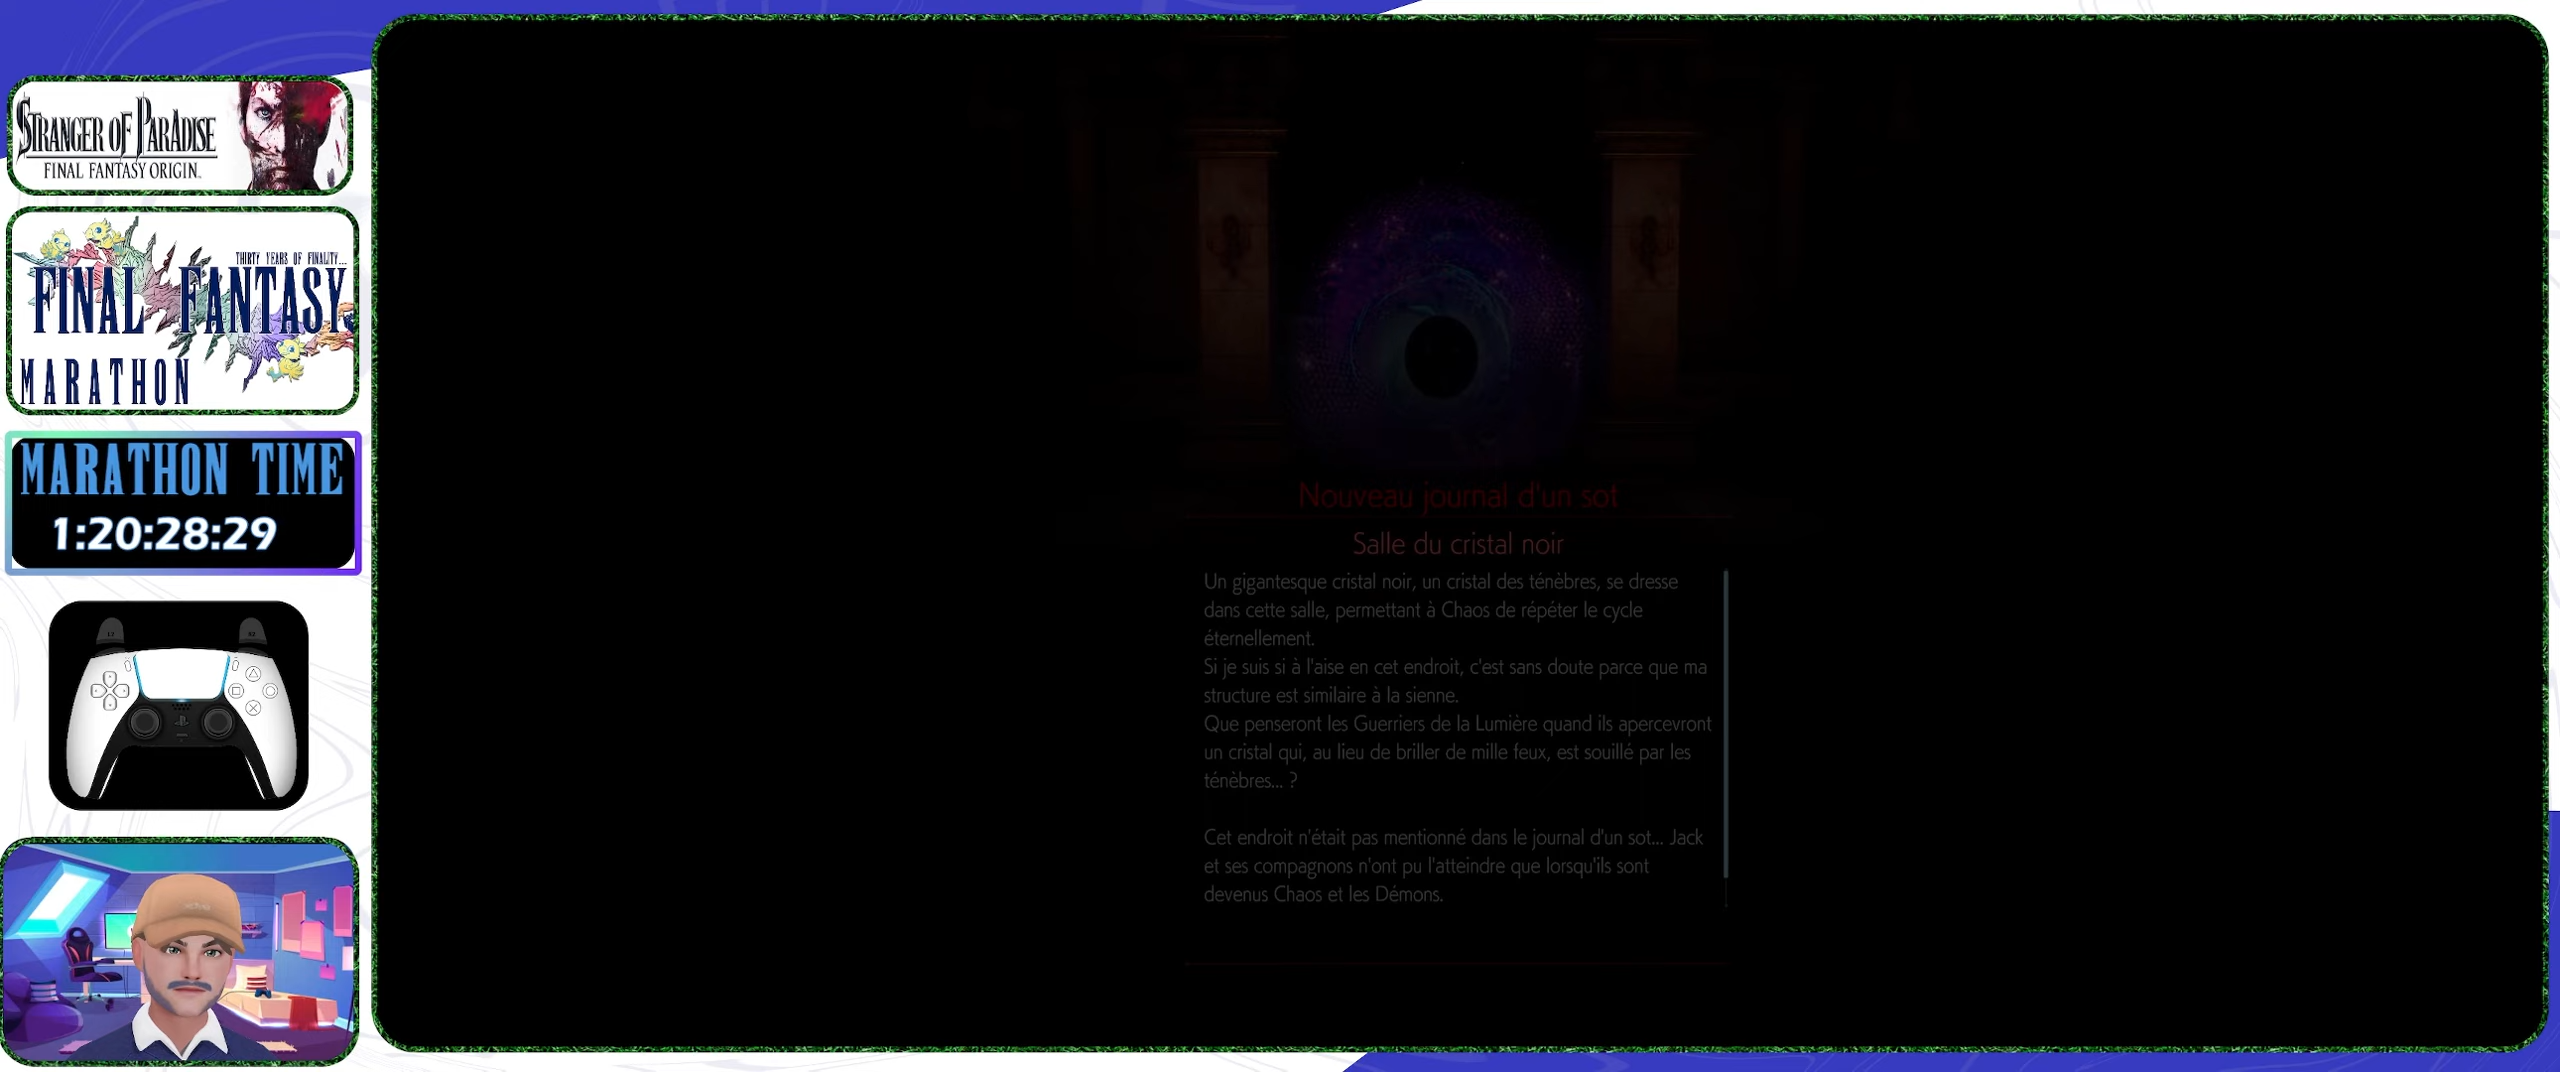 STRANGER OF PARADISE
FINAL FANTASY ORIGIN
THIRTY YEARS OF FINALITY...
FINAL FANTASY
MARATHON
MARATHON TIME
1:20:28:29
Nouveau journal d'un sot
Salle du cristal noir
Un gigantesque cristal noir, un cristal des ténèbres, se dresse
dans cette salle, permettant à Chaos de répéter le cycle
éternellement.
Si je suis si à l'aise en cet endroit, c'est sans doute parce que ma
structure est similaire à la sienne.
Que penseront les Guerriers de la Lumière quand ils apercevront
un cristal qui, au lieu de briller de mille feux, est souillé par les
ténèbres... ?
Cet endroit n'était pas mentionné dans le journal d'un sot... Jack
et ses compagnons n'ont pu l'atteindre que lorsqu'ils sont
devenus Chaos et les Démons.